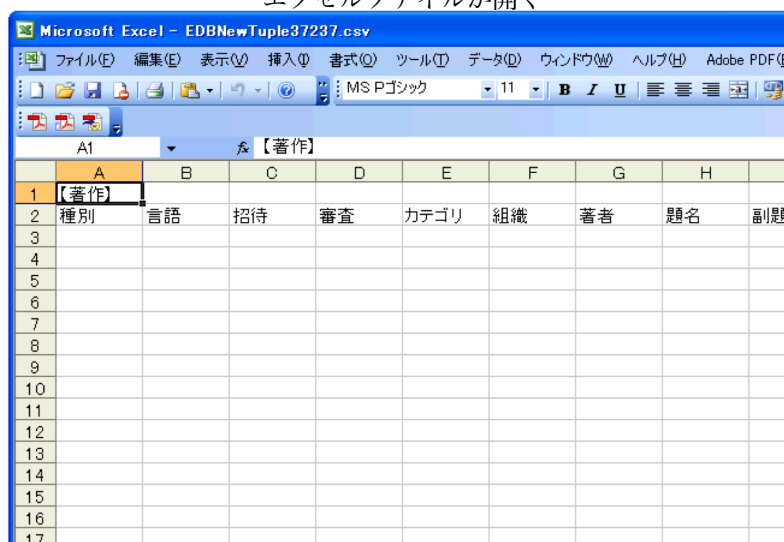 エクセルファイルが開く
Microsoft Excel - EDBNewTuple37237.csv
ファイル(F) 編集(E) 表示(V) 挿入(I) 書式(O) ツール(T) データ(D) ウィンドウ(W) ヘルプ(H) Adobe PDF(
MS Pゴシック 11 B I U
A1 fx 【著作】
A B C D E F G H
1 【著作】
2 種別 言語 招待 審査 カテゴリ 組織 著者 題名 副題
3
4
5
6
7
8
9
10
11
12
13
14
15
16
17